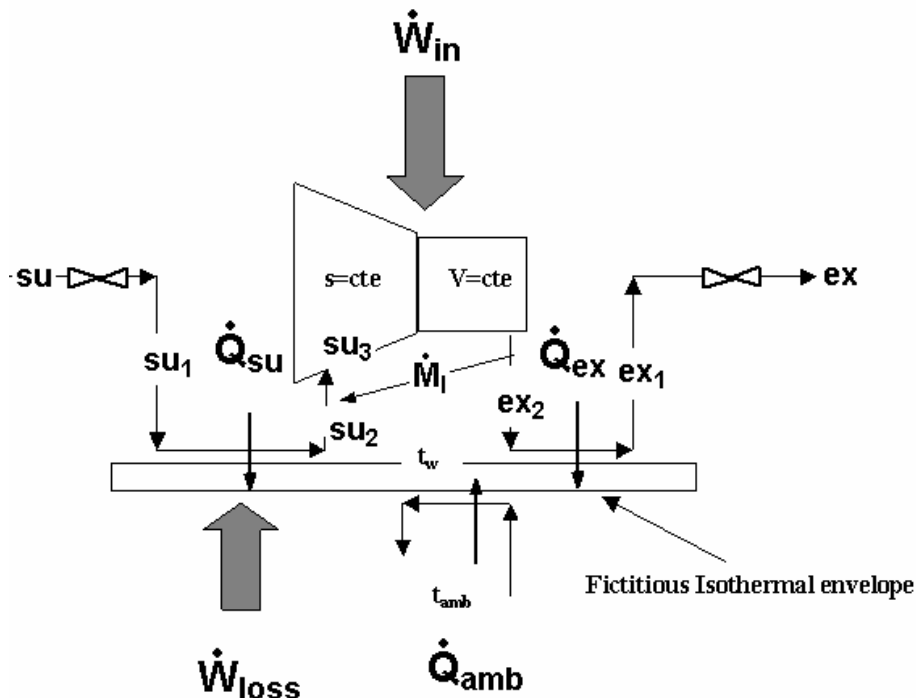 Ẇin
s=cte
V=cte
su
ex
su1
Q̇su
su3
Ṁl
Q̇ex
ex1
su2
ex2
tw
Fictitious Isothermal envelope
tamb
Ẇloss
Q̇amb